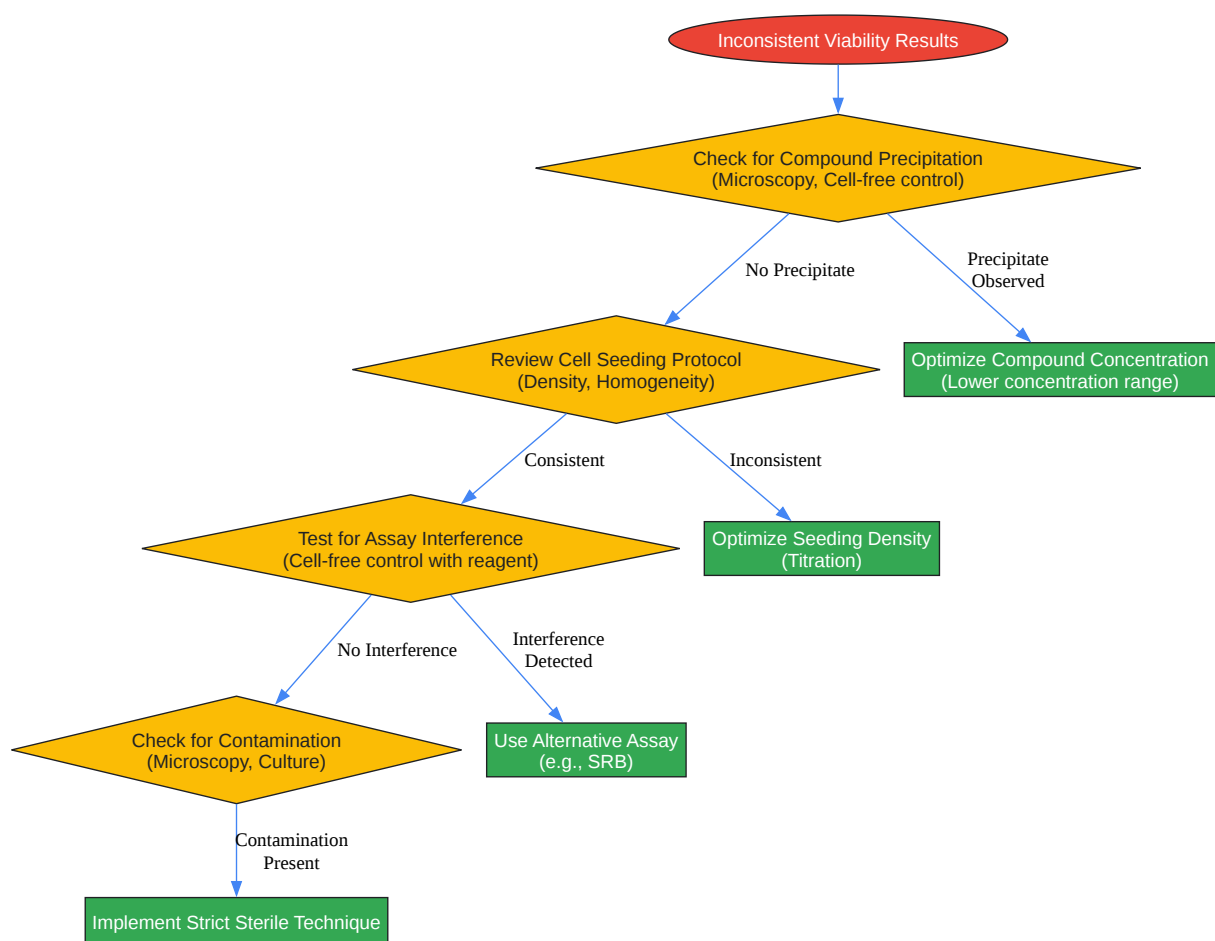 Inconsistent Viability Results
Check for Compound Precipitation
(Microscopy, Cell-free control)
No Precipitate
Precipitate
Observed
Review Cell Seeding Protocol
(Density, Homogeneity)
Optimize Compound Concentration
(Lower concentration range)
Consistent
Inconsistent
Test for Assay Interference
(Cell-free control with reagent)
Optimize Seeding Density
(Titration)
No Interference
Interference
Detected
Check for Contamination
(Microscopy, Culture)
Use Alternative Assay
(e.g., SRB)
Contamination
Present
Implement Strict Sterile Technique